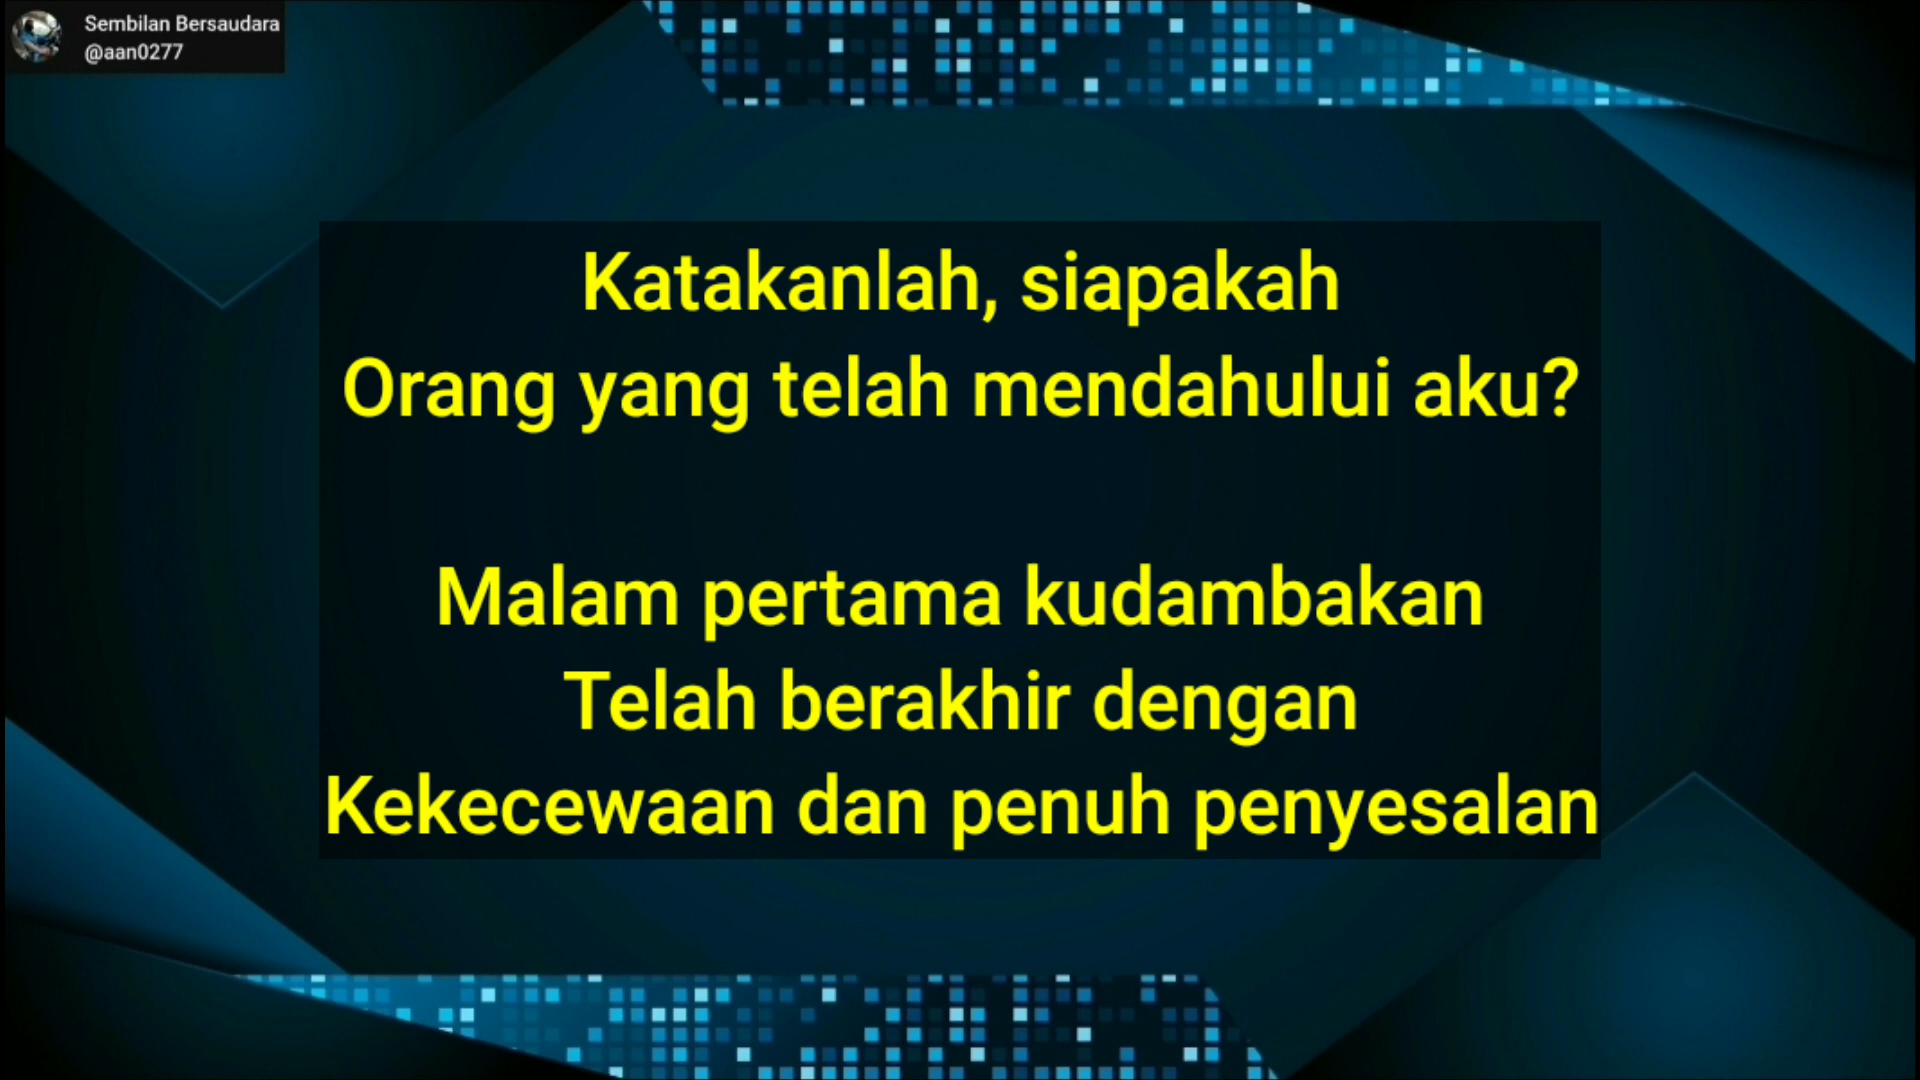 Sembilan Bersaudara
@aan0277
Katakanlah, siapakah
Orang yang telah mendahului aku?
Malam pertama kudambakan
Telah berakhir dengan
Kekecewaan dan penuh penyesalan